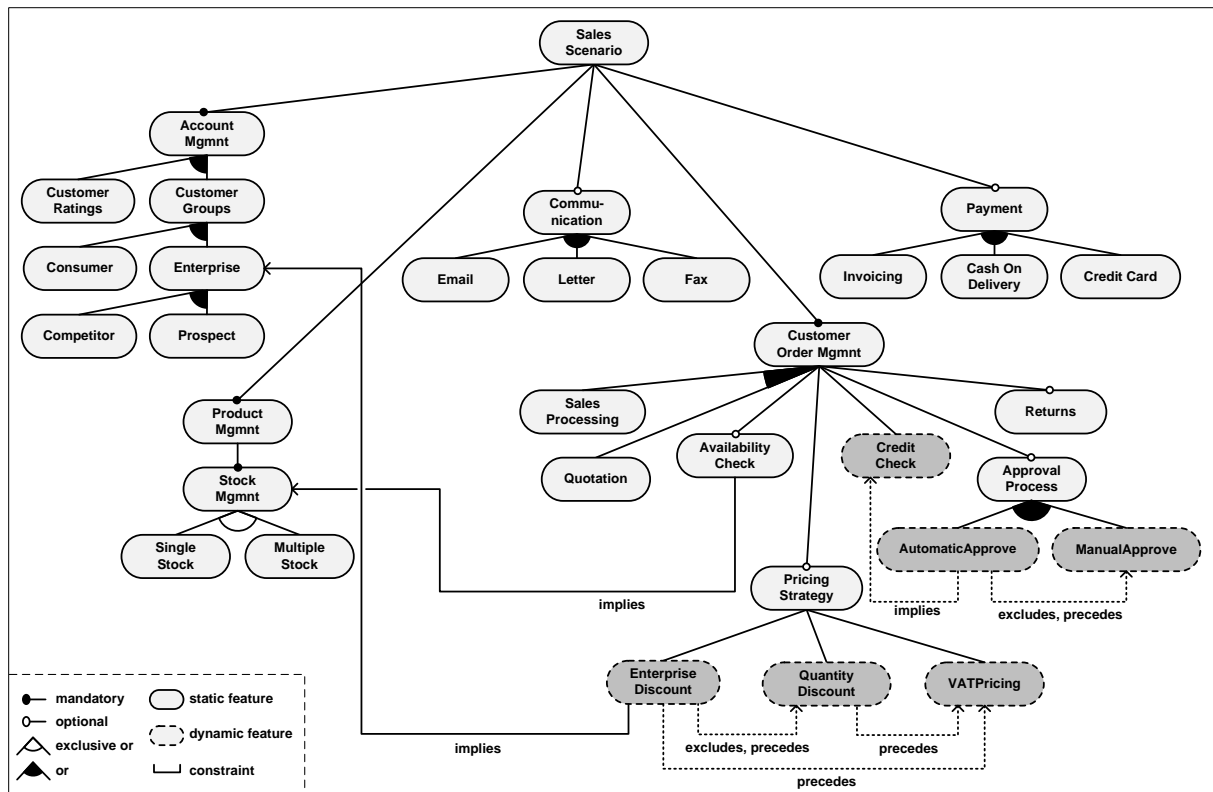 Sales
Scenario
Account
Mgmnt
Customer
Ratings
Customer
Groups
Commu-
nication
Payment
Consumer
Enterprise
Email
Letter
Fax
Invoicing
Cash On
Delivery
Credit Card
Competitor
Prospect
Customer
Order Mgmnt
Product
Mgmnt
Sales
Processing
Returns
Quotation
Availability
Check
Credit
Check
Approval
Process
Stock
Mgmnt
Single
Stock
Multiple
Stock
AutomaticApprove
ManualApprove
Pricing
Strategy
implies
implies
excludes, precedes
Enterprise
Discount
Quantity
Discount
VATPricing
implies
excludes, precedes
precedes
precedes
mandatory
optional
exclusive or
or
static feature
dynamic feature
constraint